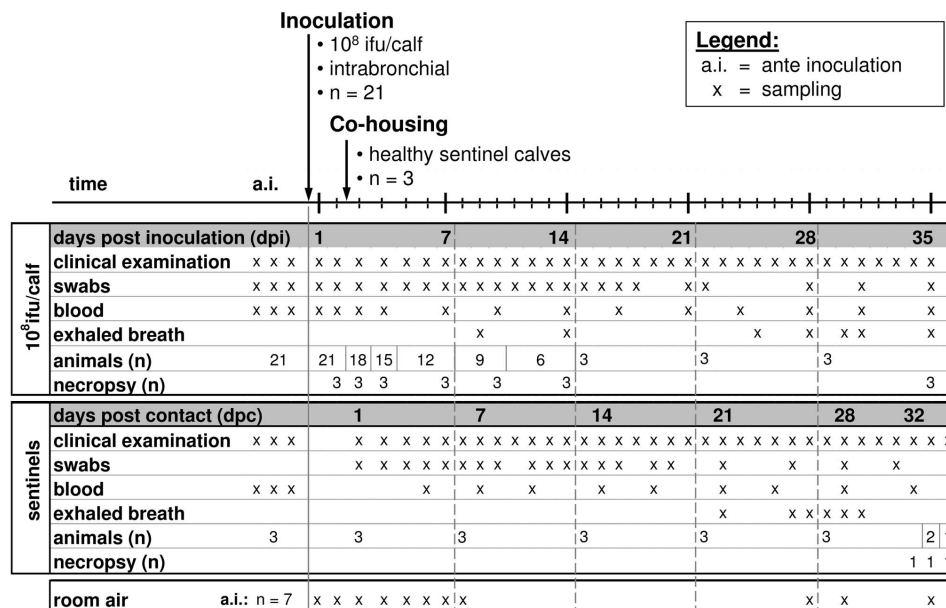 Inoculation
• 10⁸ ifu/calf
• intrabronchial
• n = 21
Legend:
a.i. = ante inoculation
x = sampling
Co-housing
• healthy sentinel calves
• n = 3
time a.i.
10⁸ifu/calf
days post inoculation (dpi) 1 7 14 21 28 35
clinical examination x x x x x x x x x x x x x x x x x x x x x x x x x x x x x x x x x x x x x x
swabs x x x x x x x x x x x x x x x x x x x x x x x x x x
blood x x x x x x x x x x x x x x x x
exhaled breath x x x x x x x
animals (n) 21 21 18 15 12 9 6 3 3 3
necropsy (n) 3 3 3 3 3 3 3
sentinels
days post contact (dpc) 1 7 14 21 28 32
clinical examination x x x x x x x x x x x x x x x x x x x x x x x x x x x x x x x x x x x x
swabs x x x x x x x x x x x x x x x x x x x x
blood x x x x x x x x x x x x
exhaled breath x x x x x x
animals (n) 3 3 3 3 3 3 2
necropsy (n) 1 1
room air a.i.: n = 7 x x x x x x x x x x x